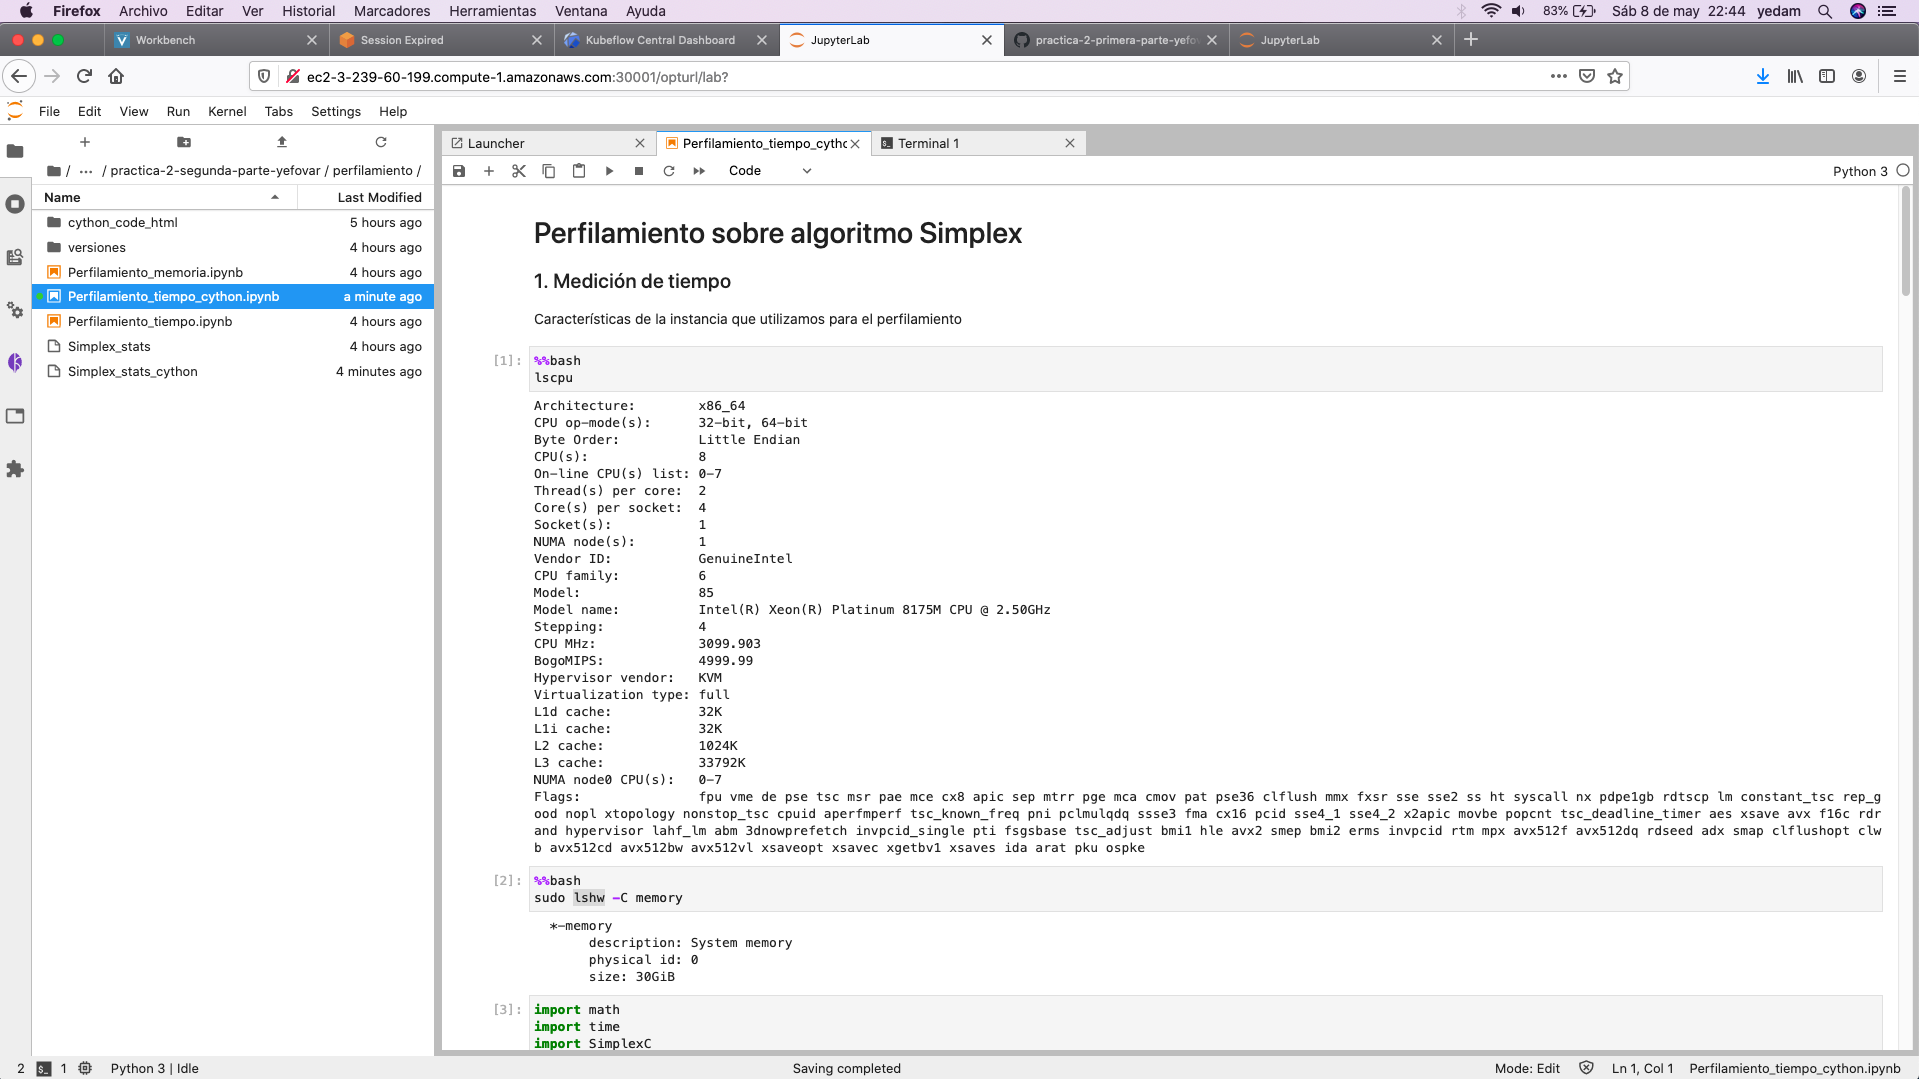 Firefox Archivo Editar Ver Historial Marcadores Herramientas Ventana Ayuda 83% Sáb 8 de may 22:44 yedam
Workbench Session Expired Kubeflow Central Dashboard JupyterLab practica-2-primera-parte-yefov JupyterLab
ec2-3-239-60-199.compute-1.amazonaws.com:30001/opturl/lab?
File Edit View Run Kernel Tabs Settings Help
/ ··· / practica-2-segunda-parte-yefovar / perfilamiento /
Name Last Modified
cython_code_html 5 hours ago
versiones 4 hours ago
Perfilamiento_memoria.ipynb 4 hours ago
Perfilamiento_tiempo_cython.ipynb a minute ago
Perfilamiento_tiempo.ipynb 4 hours ago
Simplex_stats 4 hours ago
Simplex_stats_cython 4 minutes ago
Launcher Perfilamiento_tiempo_cythc Terminal 1
Code Python 3
Perfilamiento sobre algoritmo Simplex
1. Medición de tiempo
Características de la instancia que utilizamos para el perfilamiento
[1]: %%bash
lscpu
Architecture: x86_64
CPU op-mode(s): 32-bit, 64-bit
Byte Order: Little Endian
CPU(s): 8
On-line CPU(s) list: 0-7
Thread(s) per core: 2
Core(s) per socket: 4
Socket(s): 1
NUMA node(s): 1
Vendor ID: GenuineIntel
CPU family: 6
Model: 85
Model name: Intel(R) Xeon(R) Platinum 8175M CPU @ 2.50GHz
Stepping: 4
CPU MHz: 3099.903
BogoMIPS: 4999.99
Hypervisor vendor: KVM
Virtualization type: full
L1d cache: 32K
L1i cache: 32K
L2 cache: 1024K
L3 cache: 33792K
NUMA node0 CPU(s): 0-7
Flags: fpu vme de pse tsc msr pae mce cx8 apic sep mtrr pge mca cmov pat pse36 clflush mmx fxsr sse sse2 ss ht syscall nx pdpe1gb rdtscp lm constant_tsc rep_g
ood nopl xtopology nonstop_tsc cpuid aperfmperf tsc_known_freq pni pclmulqdq ssse3 fma cx16 pcid sse4_1 sse4_2 x2apic movbe popcnt tsc_deadline_timer aes xsave avx f16c rdr
and hypervisor lahf_lm abm 3dnowprefetch invpcid_single pti fsgsbase tsc_adjust bmi1 hle avx2 smep bmi2 erms invpcid rtm mpx avx512f avx512dq rdseed adx smap clflushopt clw
b avx512cd avx512bw avx512vl xsaveopt xsavec xgetbv1 xsaves ida arat pku ospke
[2]: %%bash
sudo lshw -C memory
*-memory
description: System memory
physical id: 0
size: 30GiB
[3]: import math
import time
import SimplexC
2 1 Python 3 | Idle Saving completed Mode: Edit Ln 1, Col 1 Perfilamiento_tiempo_cython.ipynb